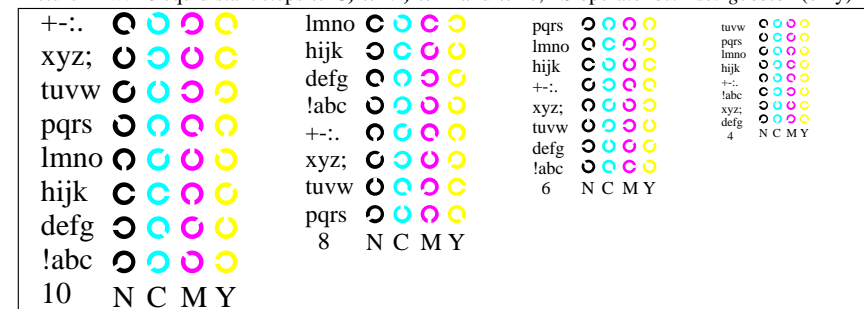 +-:.
xyz;
tuvw
pqrs
lmno
hijk
defg
!abc
10 N C M Y
lmno
hijk
defg
!abc
+-:.
xyz;
tuvw
pqrs
8 N C M Y
pqrs
lmno
hijk
+-:.
xyz;
tuvw
defg
!abc
6 N C M Y
tuvw
pqrs
lmno
hijk
+-:.
!abc
xyz;
defg
4 N C M Y